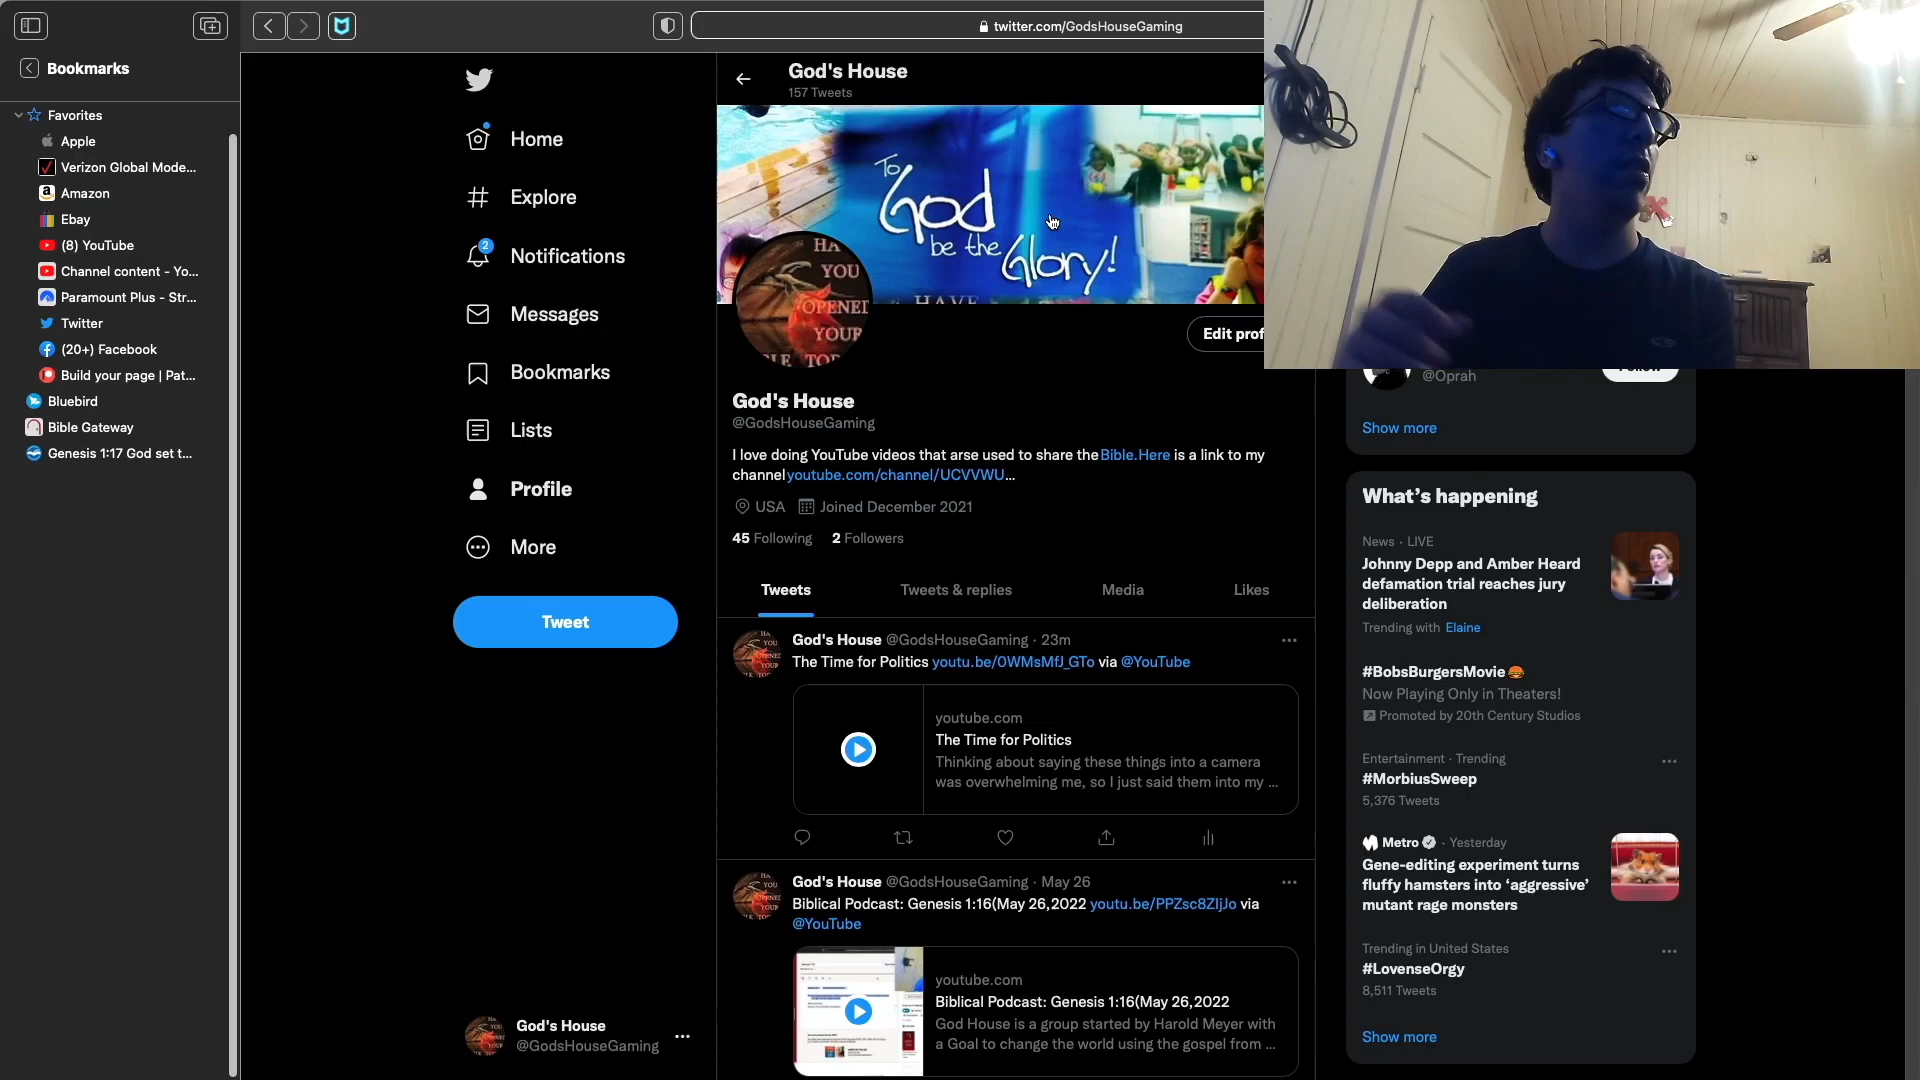 Bookmarks
Favorites
Apple
Verizon Global Mode...
Amazon
Ebay
(8) YouTube
Channel content - Yo...
Paramount Plus - Str...
Twitter
(20+) Facebook
Build your page | Pat...
Bluebird
Bible Gateway
Genesis 1:17 God set t...
twitter.com/GodsHouseGaming
Home
Explore
2
Notifications
Messages
Bookmarks
Lists
Profile
More
Tweet
God's House
@GodsHouseGaming
God's House
157 Tweets
To
God
be the
Glory!
HAVE
HA
YOU
OPENED
YOUR
Edit prof
God's House
@GodsHouseGaming
I love doing YouTube videos that arse used to share the Bible.Here is a link to my
channel youtube.com/channel/UCVVWU...
USA Joined December 2021
45 Following 2 Followers
Tweets Tweets & replies Media Likes
God's House @GodsHouseGaming · 23m
The Time for Politics youtu.be/0WMsMfJ_GTo via @YouTube
youtube.com
The Time for Politics
Thinking about saying these things into a camera
was overwhelming me, so I just said them into my ...
God's House @GodsHouseGaming · May 26
Biblical Podcast: Genesis 1:16(May 26,2022 youtu.be/PPZsc8ZIjJo via
@YouTube
youtube.com
Biblical Podcast: Genesis 1:16(May 26,2022
God House is a group started by Harold Meyer with
a Goal to change the world using the gospel from ...
@Oprah
Show more
What's happening
News · LIVE
Johnny Depp and Amber Heard
defamation trial reaches jury
deliberation
Trending with Elaine
#BobsBurgersMovie
Now Playing Only in Theaters!
Promoted by 20th Century Studios
Entertainment · Trending
#MorbiusSweep
5,376 Tweets
Metro · Yesterday
Gene-editing experiment turns
fluffy hamsters into ‘aggressive’
mutant rage monsters
Trending in United States
#LovenseOrgy
8,511 Tweets
Show more